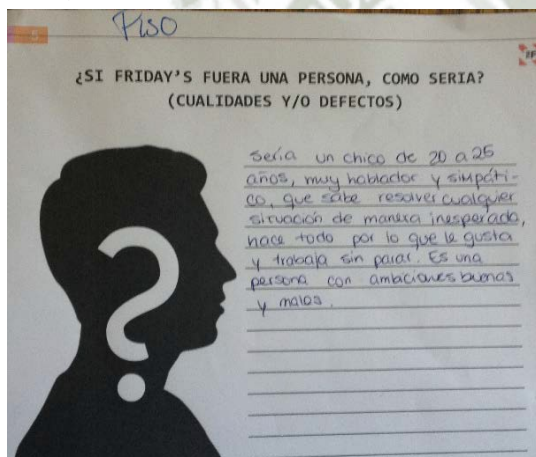 Piso
5
¿SI FRIDAY'S FUERA UNA PERSONA, COMO SERIA?
(CUALIDADES Y/O DEFECTOS)
Sería un chico de 20 a 25
años, muy hablador y simpáti-
co, que sabe resolver cualquier
situación de manera inesperada,
hace todo por lo que le gusta
y trabaja sin parar. Es una
persona con ambiciones buenas
y malas.
?